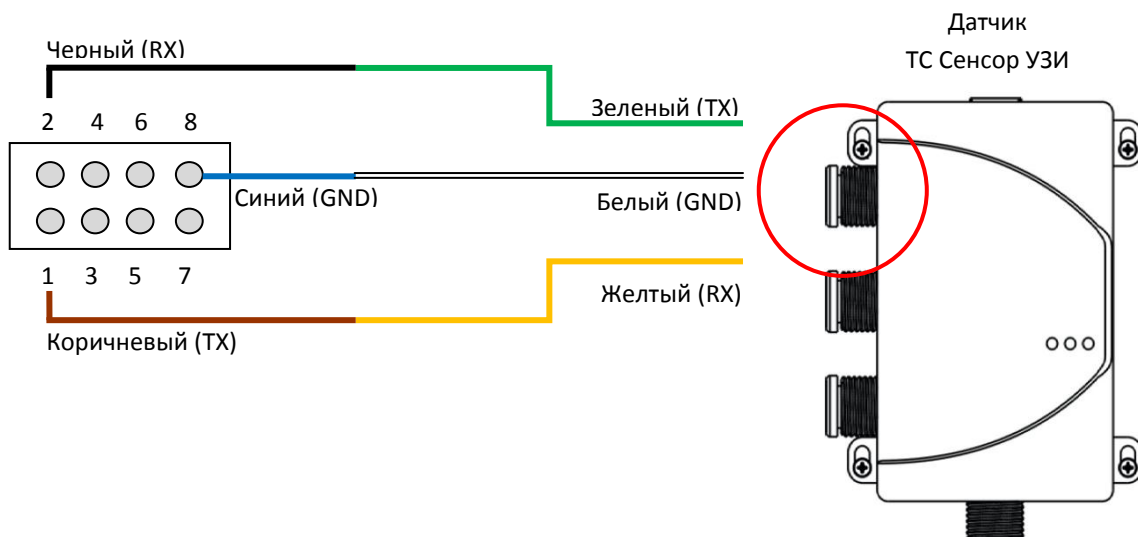 Датчик
ТС Сенсор УЗИ
Черный (RX)
Зеленый (TX)
2 4 6 8
Синий (GND)
Белый (GND)
1 3 5 7
Желтый (RX)
Коричневый (TX)